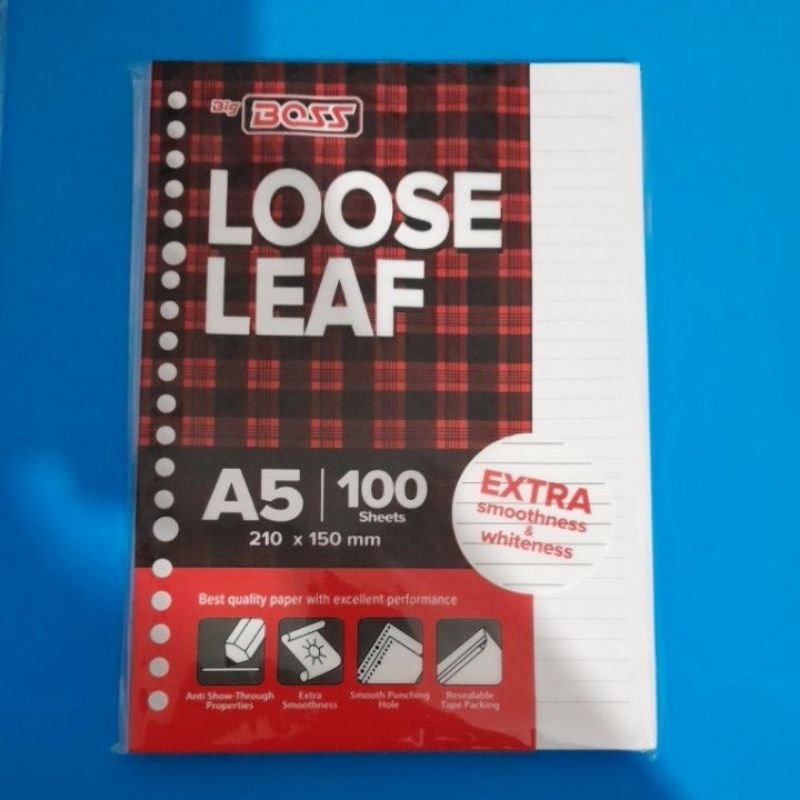 Big BOSS
LOOSE
LEAF
A5 | 100
Sheets
210 x 150 mm
EXTRA
smoothness
&
whiteness
Best quality paper with excellent performance
Anti Show-Through
Properties
Extra
Smoothness
Smooth Punching
Hole
Resealable
Tape Packing